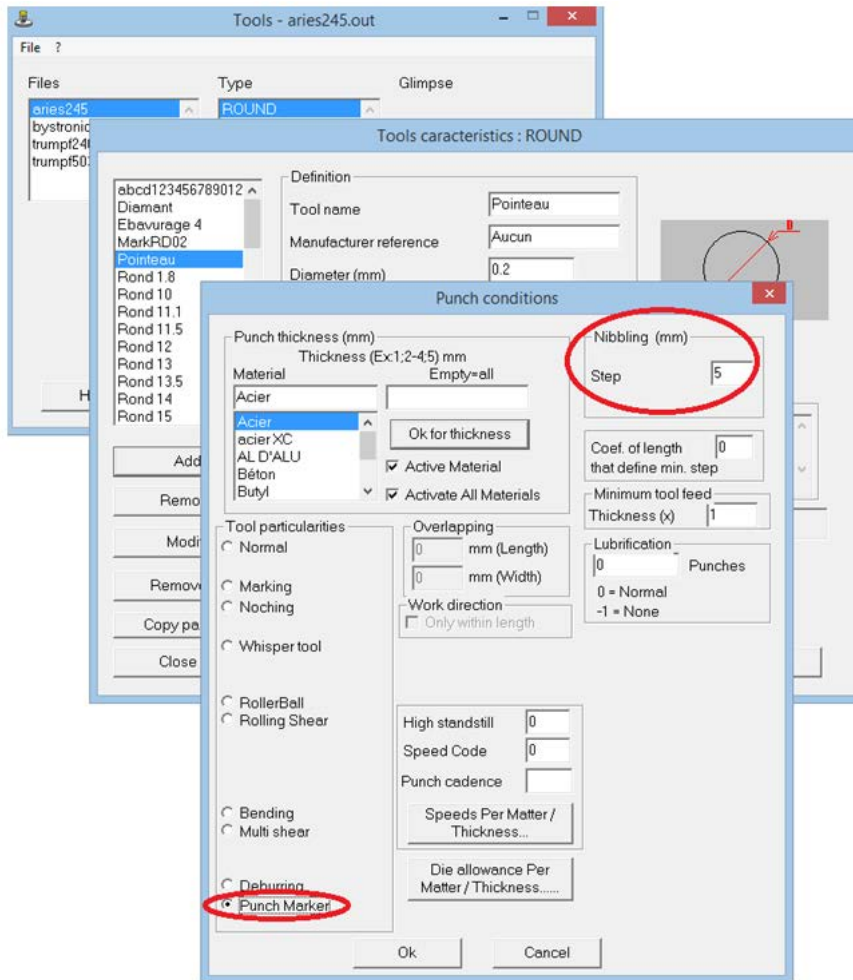 Tools - aries245.out
File ?
Files Type Glimpse
aries245 ROUND
bystronic
trumpf24
trumpf50
Tools caracteristics : ROUND
abcd123456789012
Diamant
Ebavurage 4
MarkRD02
Pointeau
Rond 1.8
Rond 10
Rond 11.1
Rond 11.5
Rond 12
Rond 13
Rond 13.5
Rond 14
Rond 15
Definition
Tool name Pointeau
Manufacturer reference Aucun
Diameter (mm) 0.2
D
H
Add
Remo
Modi
Remove
Copy pa
Close
Punch conditions
Punch thickness (mm)
Thickness (Ex:1;2-4;5) mm
Material Empty=all
Acier
Acier
acier XC
AL D'ALU
Béton
Butyl
Ok for thickness
Active Material
Activate All Materials
Nibbling (mm)
Step 5
Coef. of length 0
that define min. step
Minimum tool feed
Thickness (x) 1
Lubrification
0 Punches
0 = Normal
-1 = None
Tool particularities
Normal
Marking
Noching
Whisper tool
RollerBall
Rolling Shear
Bending
Multi shear
Deburring
Punch Marker
Overlapping
0 mm (Length)
0 mm (Width)
Work direction
Only within length
High standstill 0
Speed Code 0
Punch cadence
Speeds Per Matter /
Thickness...
Die allowance Per
Matter / Thickness......
Ok Cancel